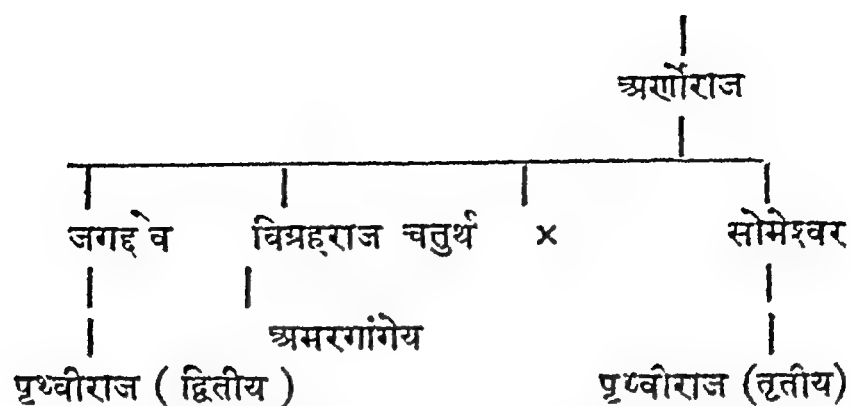 अर्णोराज
जगद्देव विग्रहराज चतुर्थ × सोमेश्वर
अमरगांगेय
पृथ्वीराज ( द्वितीय ) पृथ्वीराज (तृतीय)